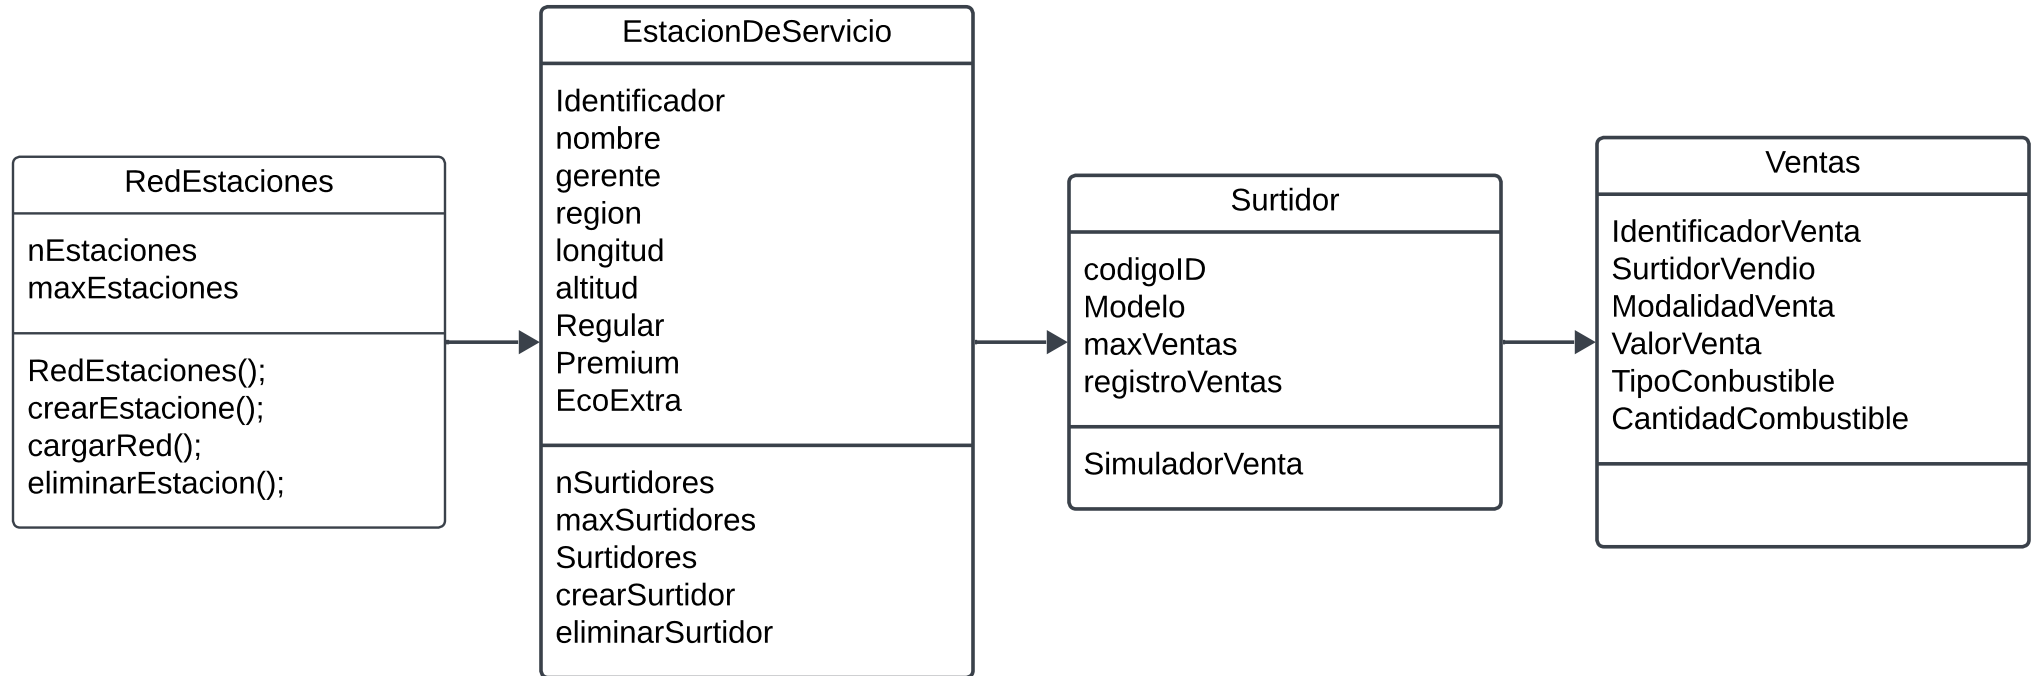 RedEstaciones
nEstaciones
maxEstaciones
RedEstaciones();
crearEstacione();
cargarRed();
eliminarEstacion();
EstacionDeServicio
Identificador
nombre
gerente
region
longitud
altitud
Regular
Premium
EcoExtra
nSurtidores
maxSurtidores
Surtidores
crearSurtidor
eliminarSurtidor
Surtidor
codigoID
Modelo
maxVentas
registroVentas
SimuladorVenta
Ventas
IdentificadorVenta
SurtidorVendio
ModalidadVenta
ValorVenta
TipoConbustible
CantidadCombustible